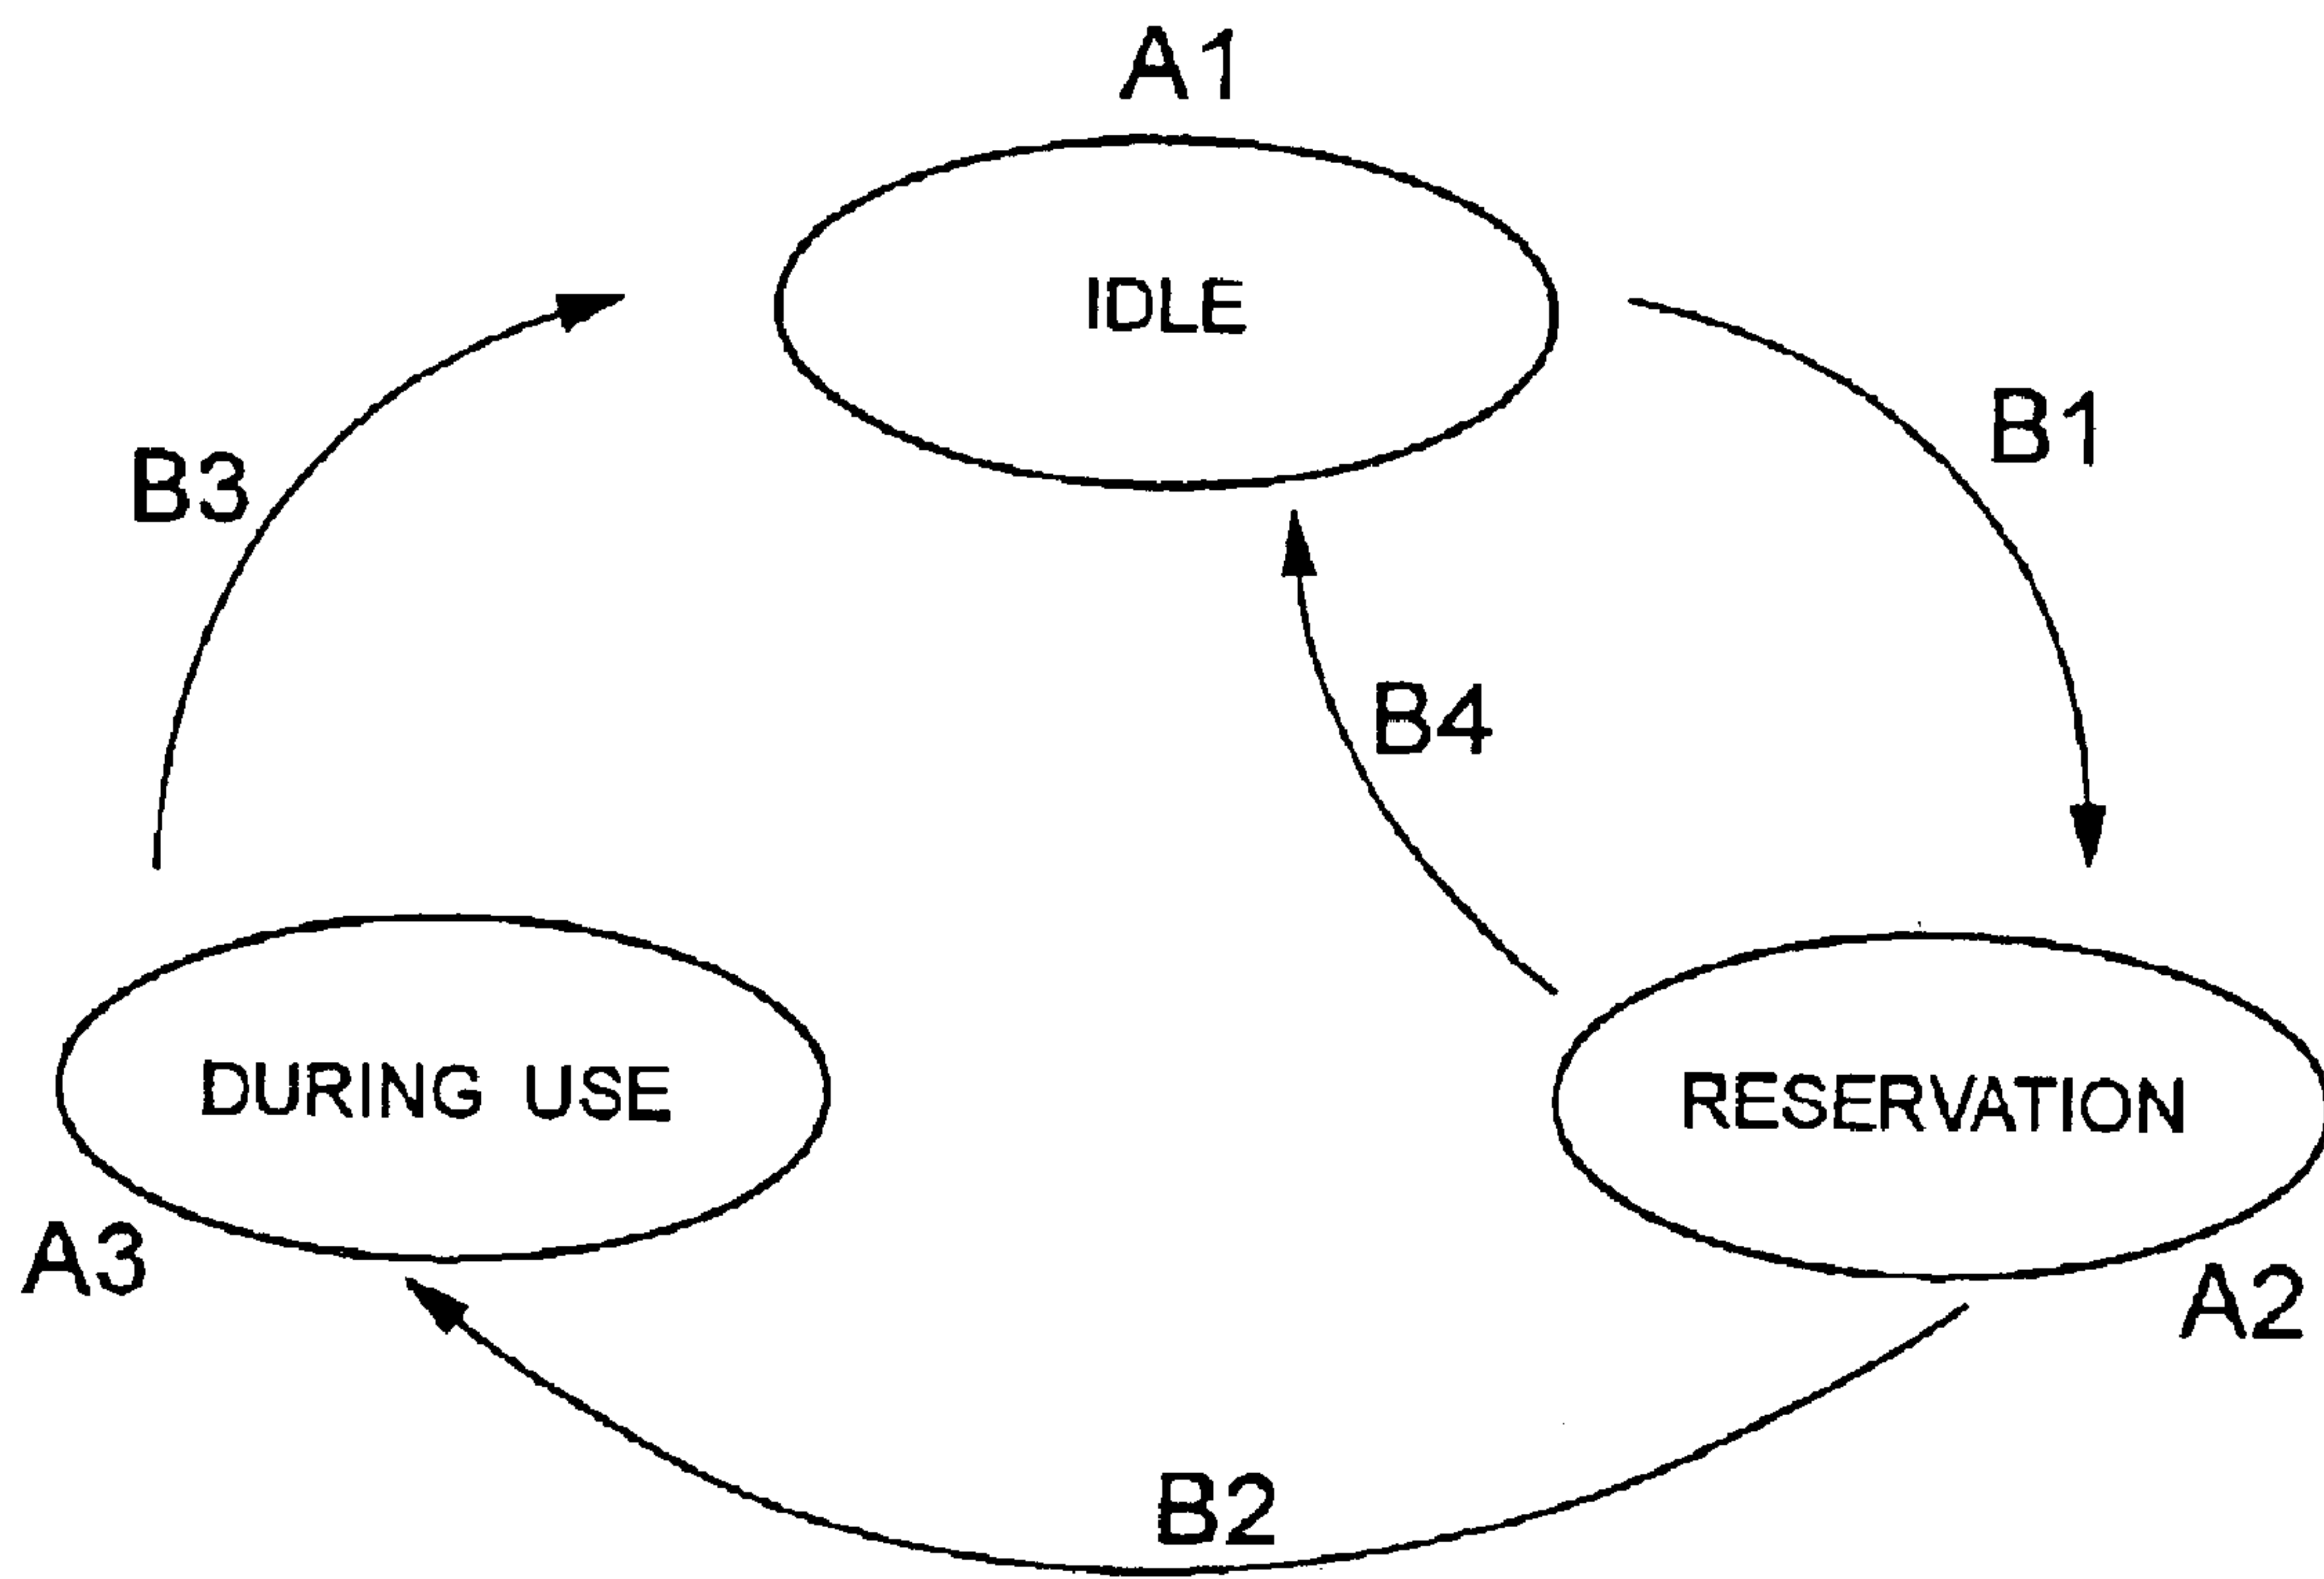 A1
IDLE
B1
B3
B4
DURING USE
RESERVATION
A3
A2
B2